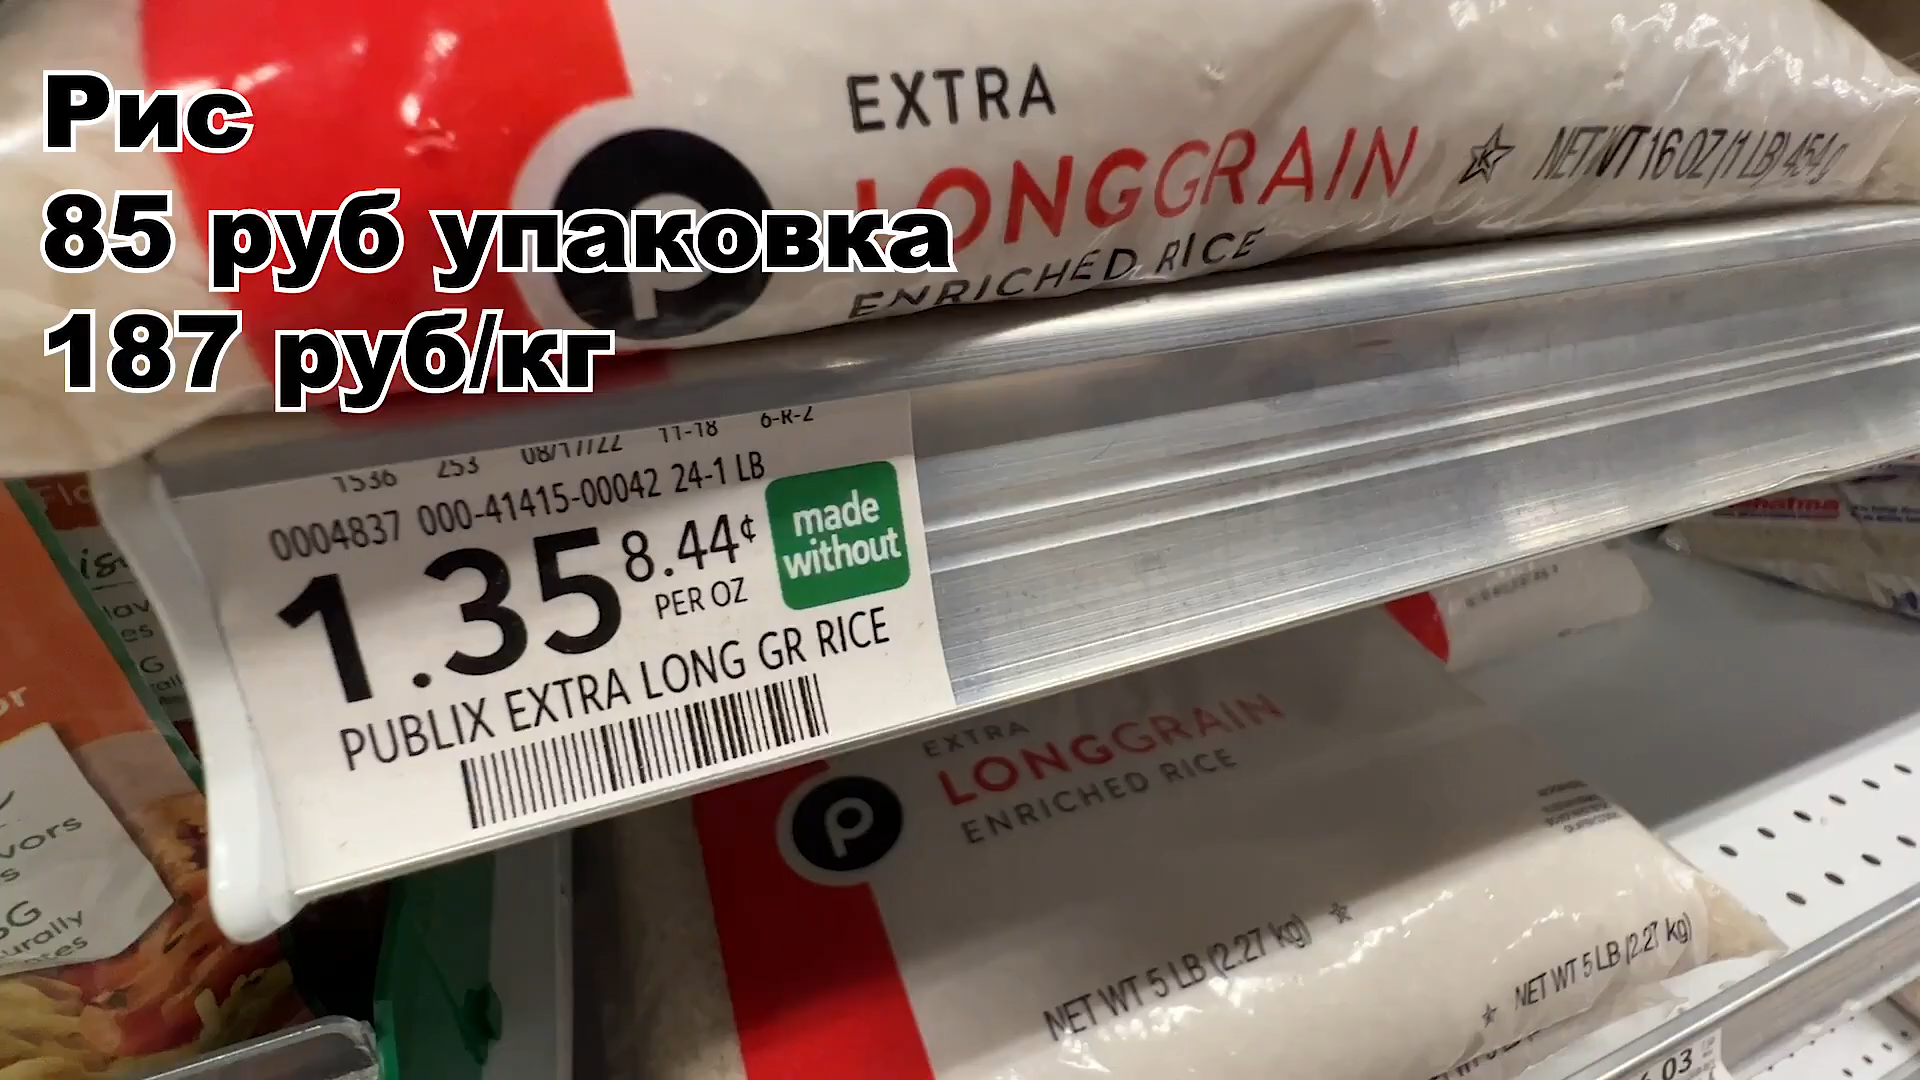 Рис
85 руб упаковка
187 руб/кг
EXTRA
LONGGRAIN
ENRICHED RICE
NET WT 16 OZ (1 LB) 454g
1536 253 08/17/22 11-18 6-R-2
0004837 000-41415-00042 24-1 LB
1.35 8.44¢
PER OZ
made
without
PUBLIX EXTRA LONG GR RICE
EXTRA
LONGGRAIN
ENRICHED RICE
NET WT 5 LB (2.27 kg)
NET WT 5 LB (2.27 kg)